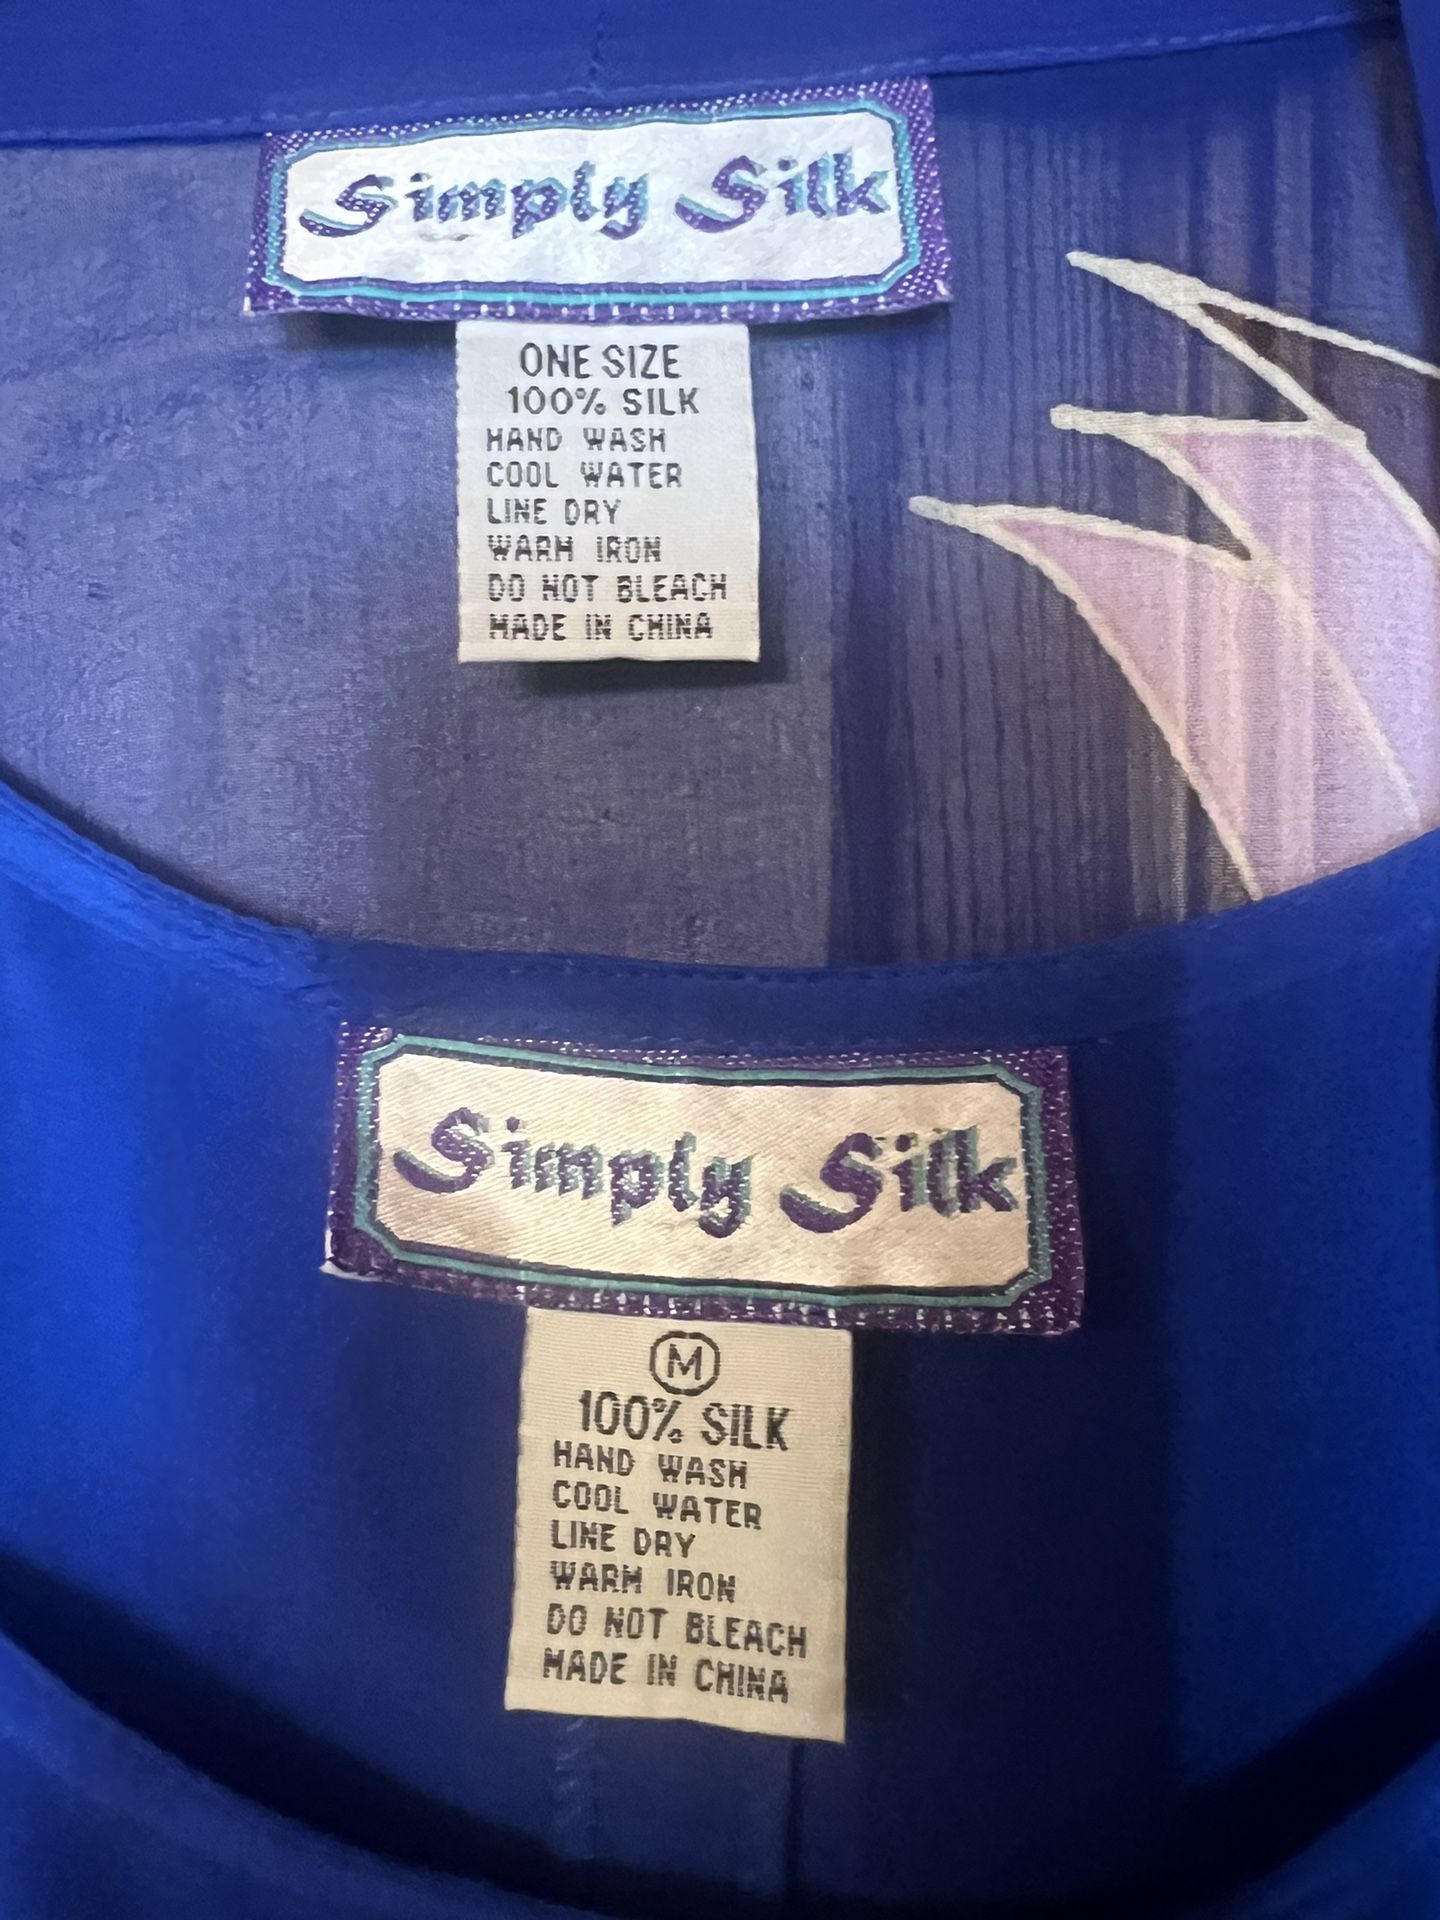 Simply Silk
ONE SIZE
100% SILK
HAND WASH
COOL WATER
LINE DRY
WARM IRON
DO NOT BLEACH
MADE IN CHINA
Simply Silk
M
100% SILK
HAND WASH
COOL WATER
LINE DRY
WARM IRON
DO NOT BLEACH
MADE IN CHINA